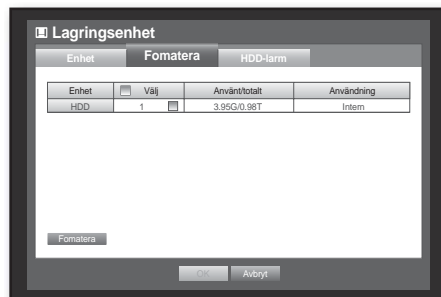 Lagringsenhet
Enhet Fomatera HDD-larm
Enhet Välj Använt/totalt Användning
HDD 1 3.95G/0.98T Intern
Fomatera
OK Avbryt